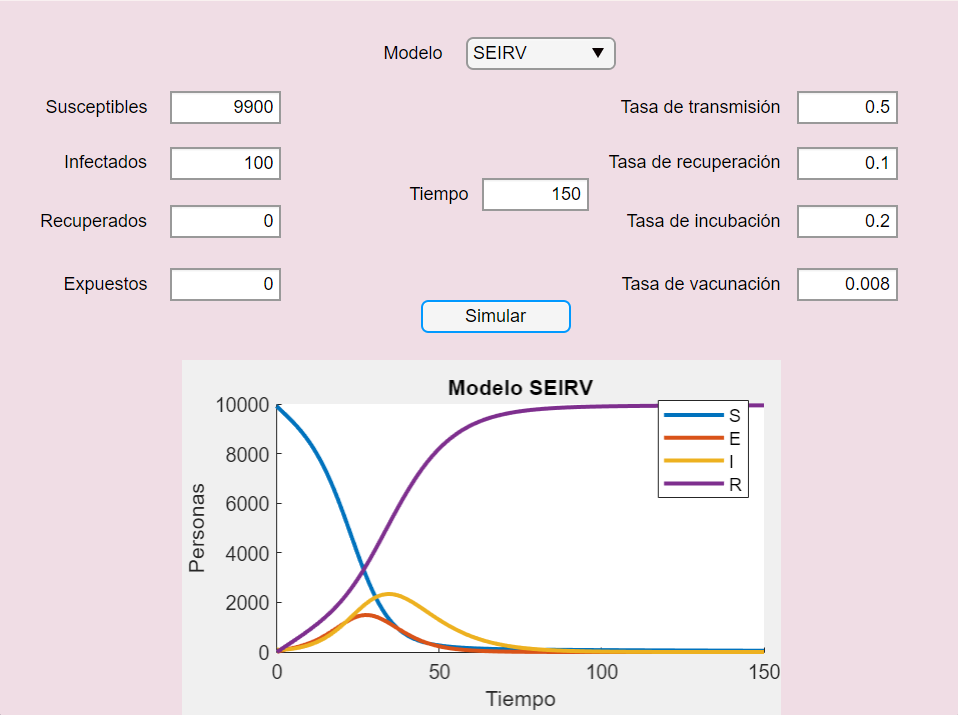 Modelo SEIRV
Susceptibles 9900
Tasa de transmisión 0.5
Infectados 100
Tasa de recuperación 0.1
Tiempo 150
Recuperados 0
Tasa de incubación 0.2
Expuestos 0
Tasa de vacunación 0.008
Simular
Modelo SEIRV
10000
8000
6000
4000
2000
0
Personas
S
E
I
R
0 50 100 150
Tiempo